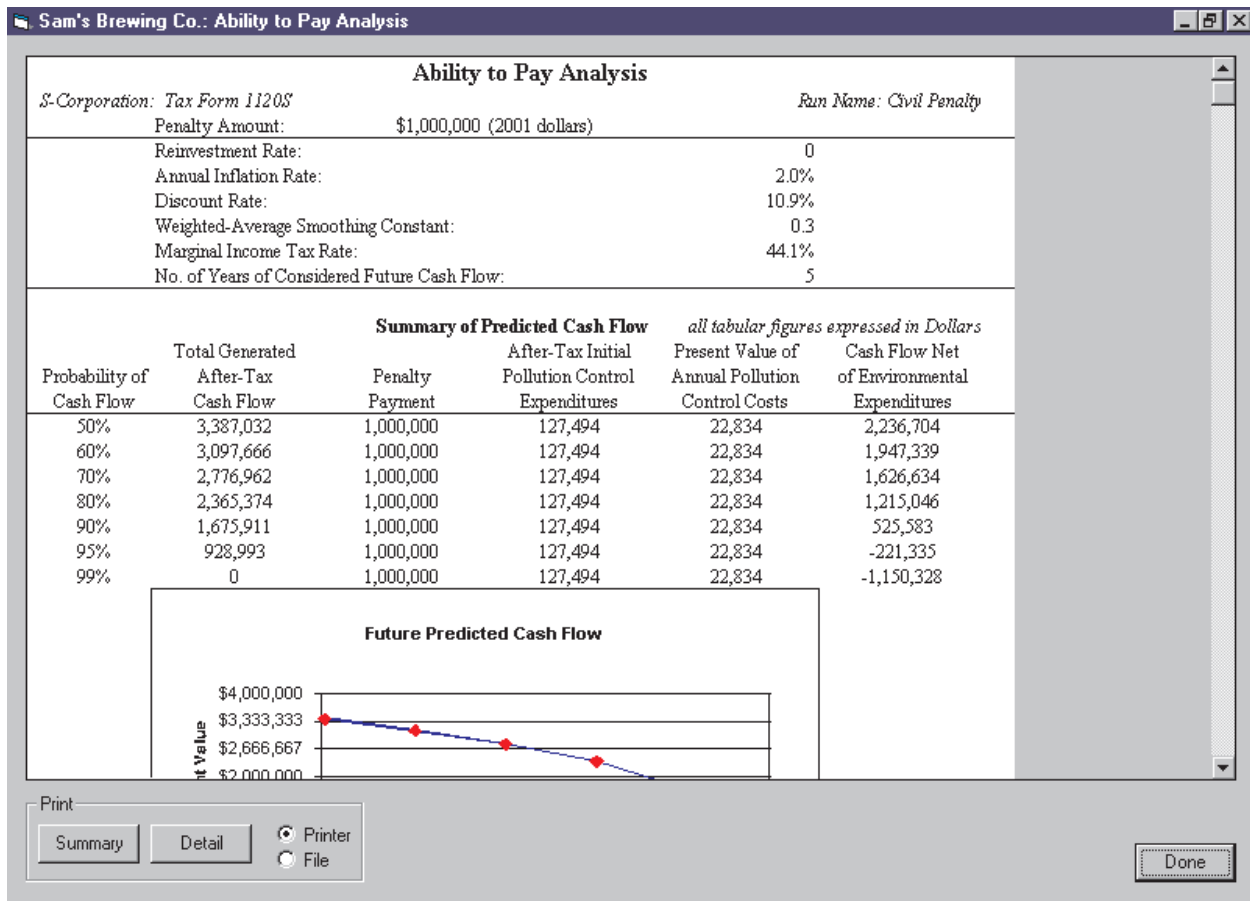 Sam's Brewing Co.: Ability to Pay Analysis
Ability to Pay Analysis
S-Corporation: Tax Form 1120S Run Name: Civil Penalty
Penalty Amount: $1,000,000 (2001 dollars)
Reinvestment Rate: 0
Annual Inflation Rate: 2.0%
Discount Rate: 10.9%
Weighted-Average Smoothing Constant: 0.3
Marginal Income Tax Rate: 44.1%
No. of Years of Considered Future Cash Flow: 5
Summary of Predicted Cash Flow all tabular figures expressed in Dollars
Total Generated After-Tax Initial Present Value of Cash Flow Net
Probability of After-Tax Penalty Pollution Control Annual Pollution of Environmental
Cash Flow Cash Flow Payment Expenditures Control Costs Expenditures
50% 3,387,032 1,000,000 127,494 22,834 2,236,704
60% 3,097,666 1,000,000 127,494 22,834 1,947,339
70% 2,776,962 1,000,000 127,494 22,834 1,626,634
80% 2,365,374 1,000,000 127,494 22,834 1,215,046
90% 1,675,911 1,000,000 127,494 22,834 525,583
95% 928,993 1,000,000 127,494 22,834 -221,335
99% 0 1,000,000 127,494 22,834 -1,150,328
Future Predicted Cash Flow
$4,000,000
$3,333,333
$2,666,667
$2,000,000
nt Value
Print
Summary Detail Printer
File
Done